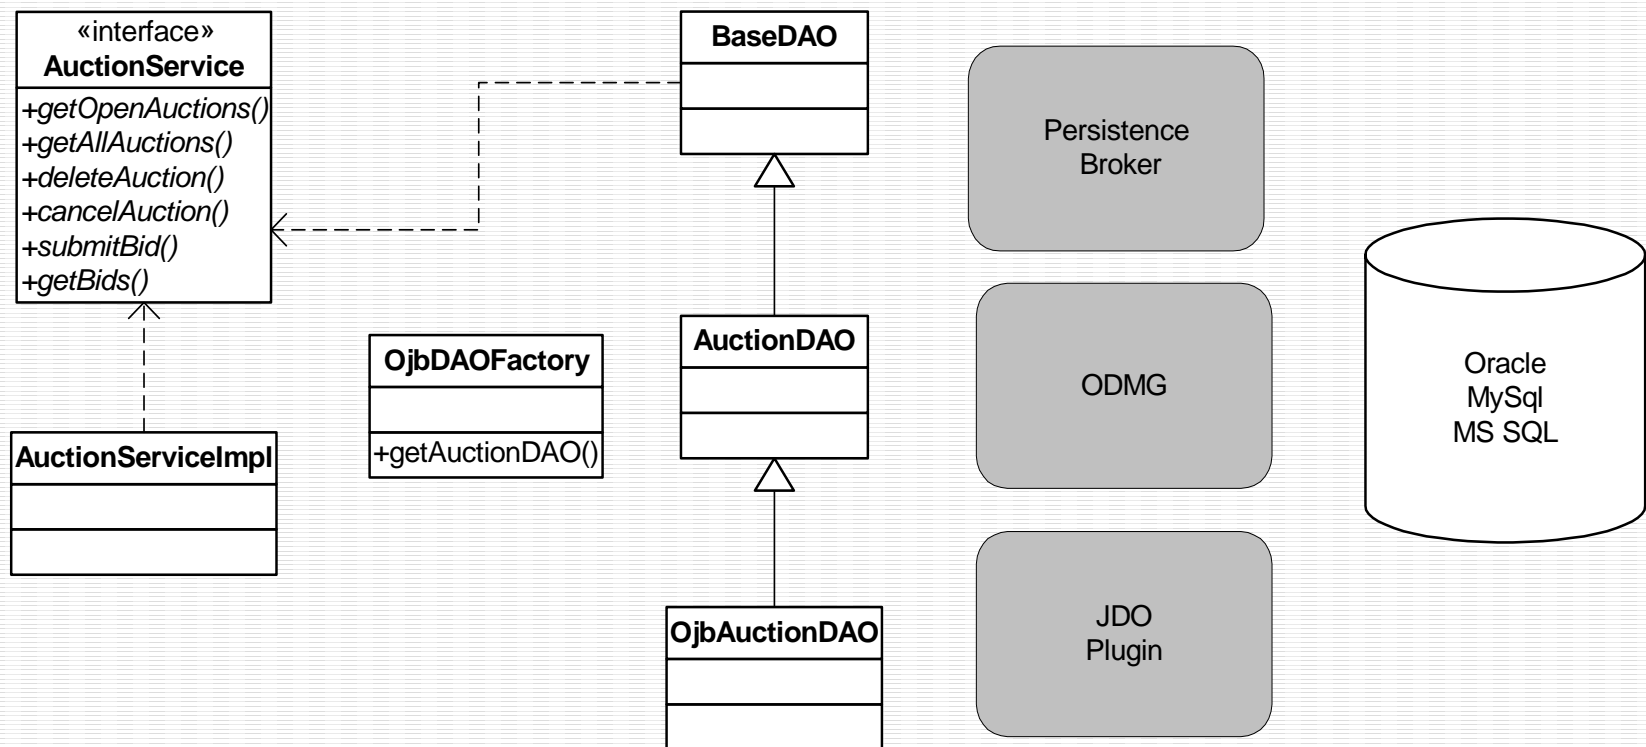 «interface»
AuctionService
+getOpenAuctions()
+getAllAuctions()
+deleteAuction()
+cancelAuction()
+submitBid()
+getBids()
AuctionServiceImpl
OjbDAOFactory
+getAuctionDAO()
BaseDAO
AuctionDAO
OjbAuctionDAO
Persistence
Broker
ODMG
JDO
Plugin
Oracle
MySql
MS SQL